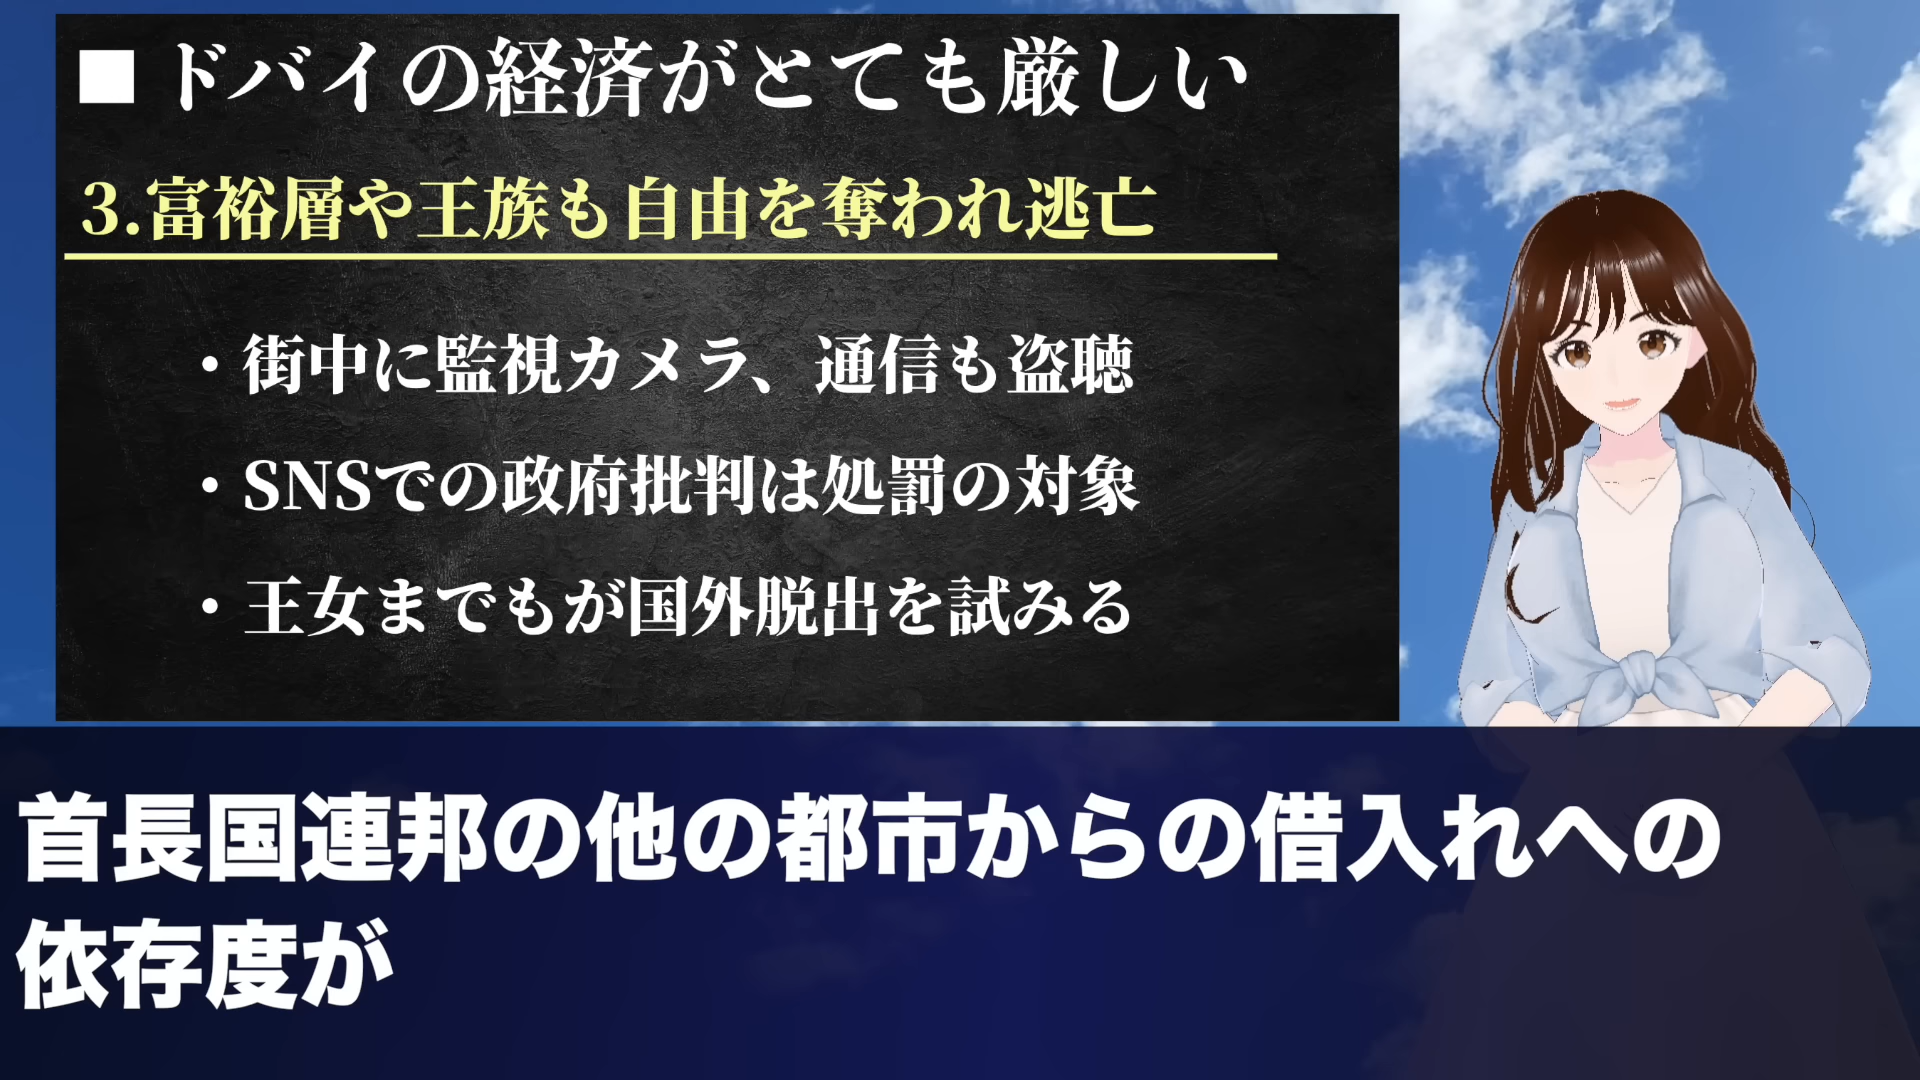 ■ドバイの経済がとても厳しい
3.富裕層や王族も自由を奪われ逃亡
・街中に監視カメラ、通信も盗聴
・SNSでの政府批判は処罰の対象
・王女までもが国外脱出を試みる
首長国連邦の他の都市からの借入れへの
依存度が